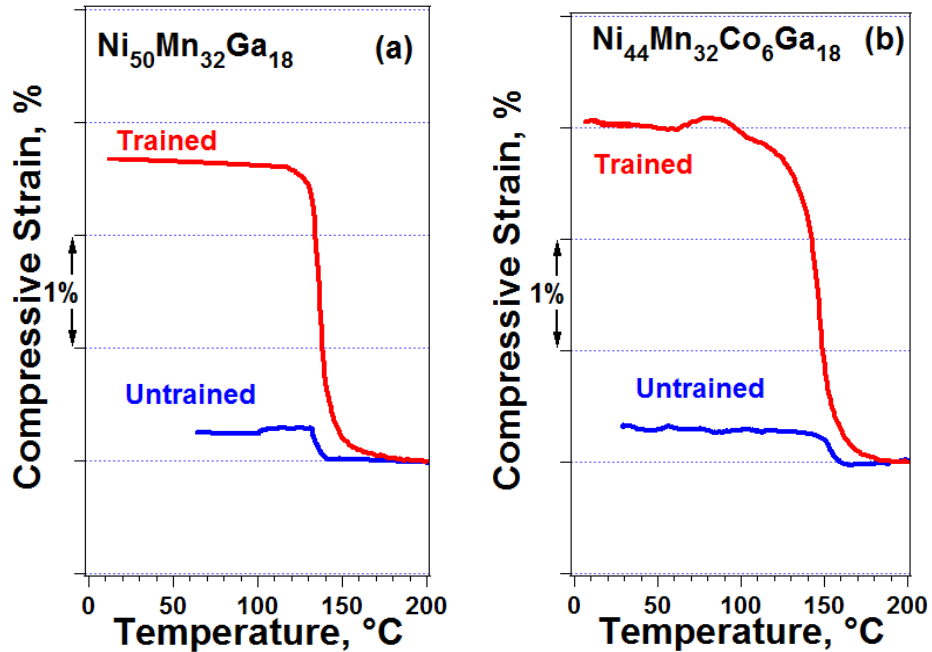 Ni₅₀Mn₃₂Ga₁₈ (a)
Trained
1%
Untrained
Compressive Strain, %
0 50 100 150 200
Temperature, °C
Ni₄₄Mn₃₂Co₆Ga₁₈ (b)
Trained
1%
Untrained
Compressive Strain, %
0 50 100 150 200
Temperature, °C